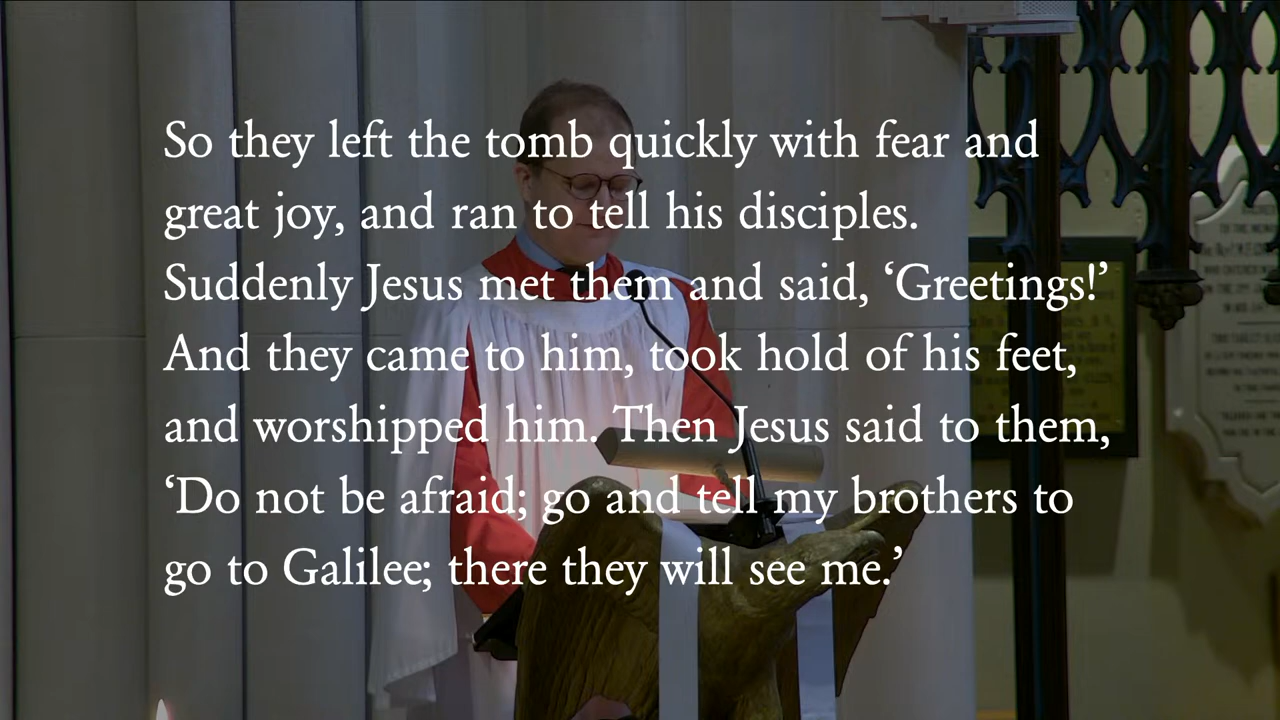 So they left the tomb quickly with fear and
great joy, and ran to tell his disciples.
Suddenly Jesus met them and said, ‘Greetings!’
And they came to him, took hold of his feet,
and worshipped him. Then Jesus said to them,
‘Do not be afraid; go and tell my brothers to
go to Galilee; there they will see me.’